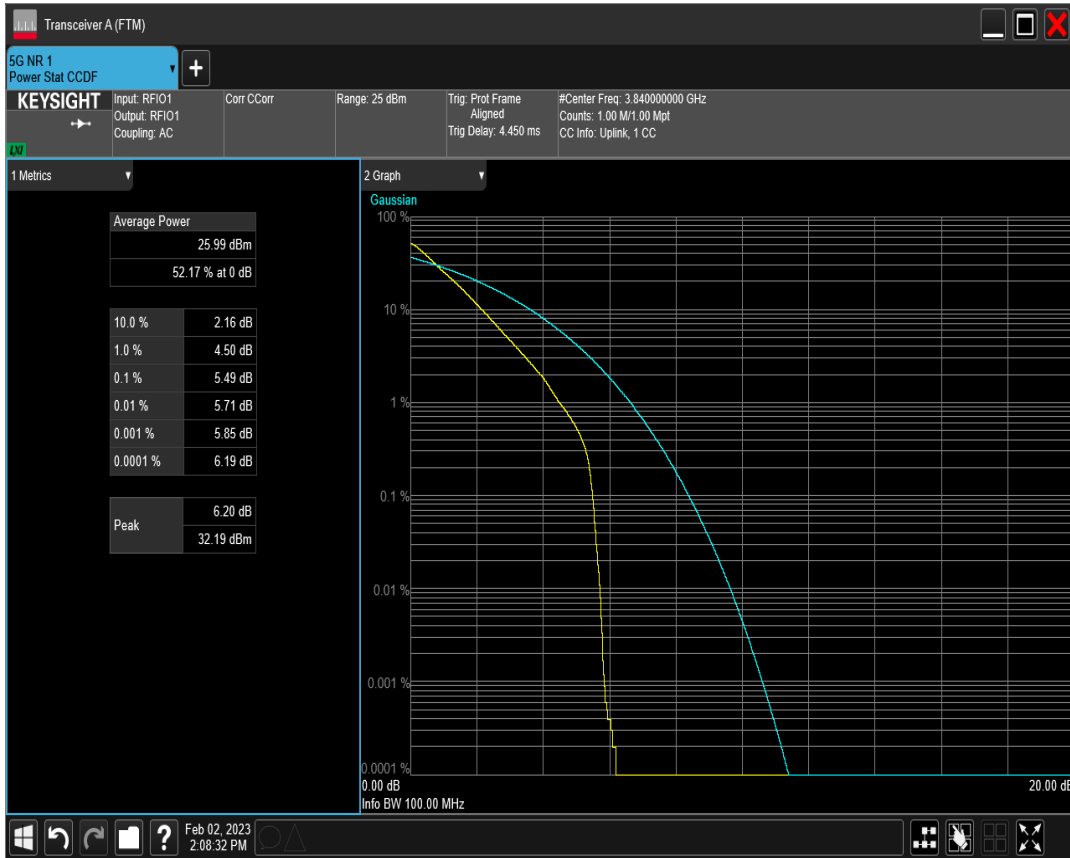 Transceiver A (FTM)
5G NR 1
Power Stat CCDF
KEYSIGHT
LXI
Input: RFIO1
Output: RFIO1
Coupling: AC
Corr CCorr
Range: 25 dBm
Trig: Prot Frame
Aligned
Trig Delay: 4.450 ms
#Center Freq: 3.840000000 GHz
Counts: 1.00 M/1.00 Mpt
CC Info: Uplink, 1 CC
1 Metrics
Average Power
25.99 dBm
52.17 % at 0 dB
10.0 % 2.16 dB
1.0 % 4.50 dB
0.1 % 5.49 dB
0.01 % 5.71 dB
0.001 % 5.85 dB
0.0001 % 6.19 dB
Peak
6.20 dB
32.19 dBm
2 Graph
Gaussian
100 %
10 %
1 %
0.1 %
0.01 %
0.001 %
0.0001 %
0.00 dB 20.00 dB
Info BW 100.00 MHz
?
Feb 02, 2023
2:08:32 PM